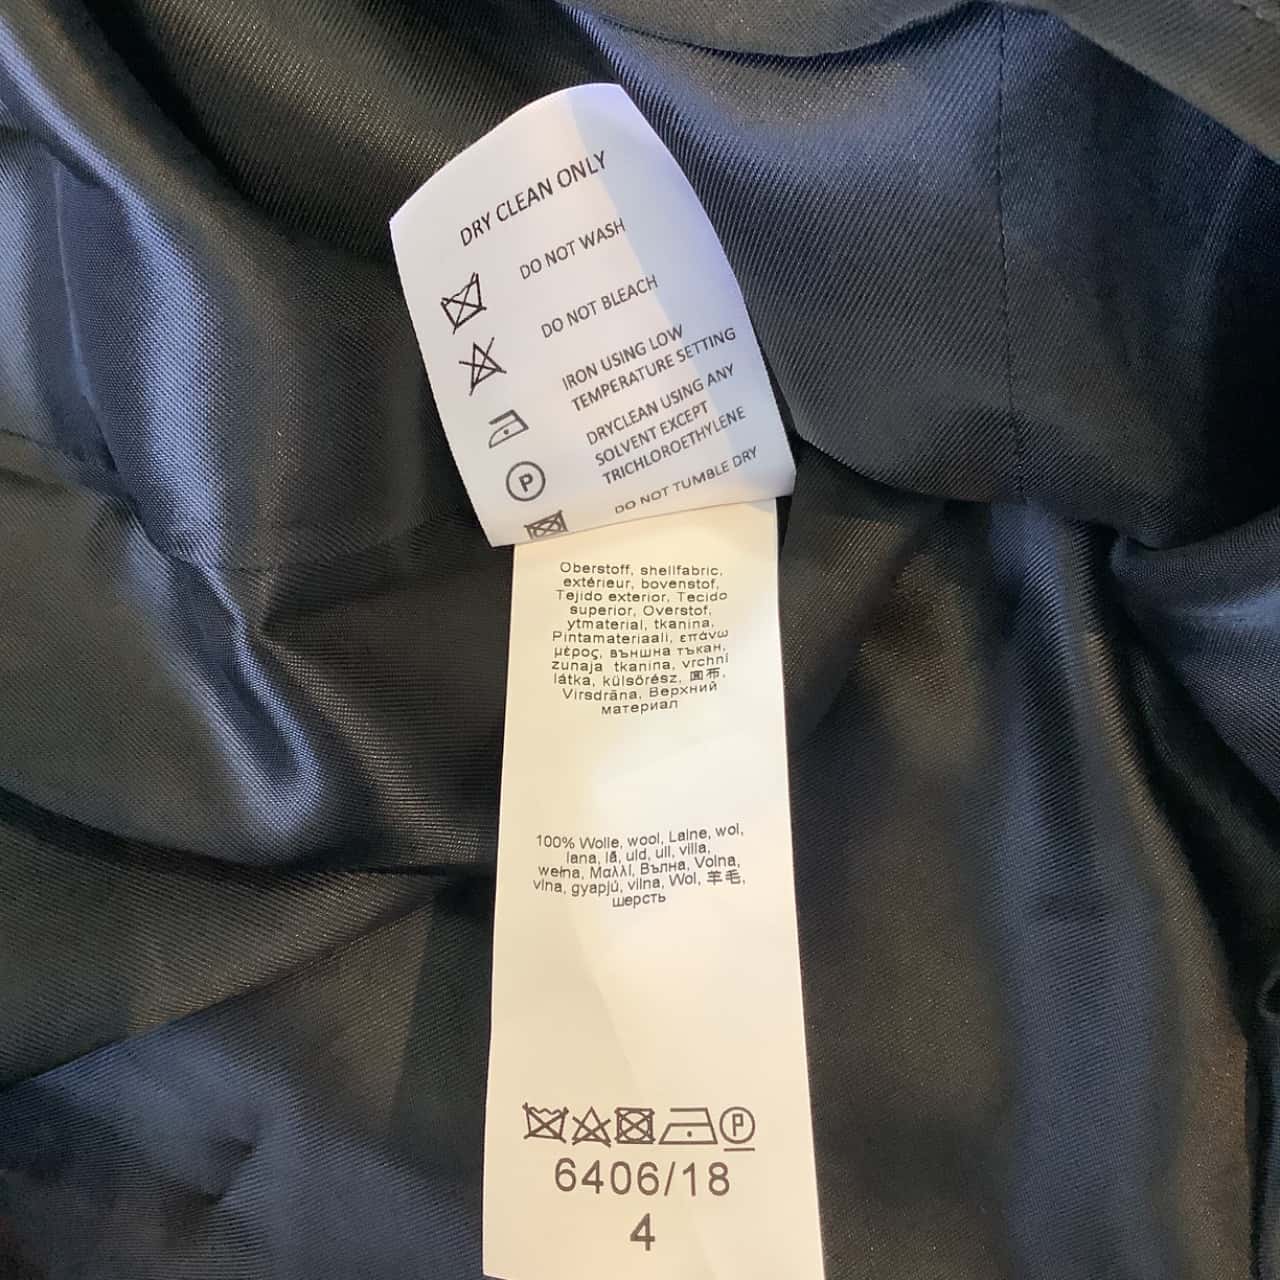 DRY CLEAN ONLY
DO NOT WASH
DO NOT BLEACH
IRON USING LOW
TEMPERATURE SETTING
DRYCLEAN USING ANY
SOLVENT EXCEPT
TRICHLOROETHYLENE
P
DO NOT TUMBLE DRY
Oberstoff, shellfabric,
extérieur, bovenstof,
Tejido exterior, Tecido
superior, Overstof,
ytmaterial, tkanina,
Pintamateriaali, επάνω
μέρος, външна тъкан,
zunaja tkanina, vrchní
látka, külsörész, 面布,
Virsdrāna, Верхний
материал
100% Wolle, wool, Laine, wol,
lana, lã, uld, ull, villa,
wełna, Μαλλί, Вълна, Volna,
vlna, gyapjú, vilna, Wol, 羊毛,
шерсть
P
6406/18
4